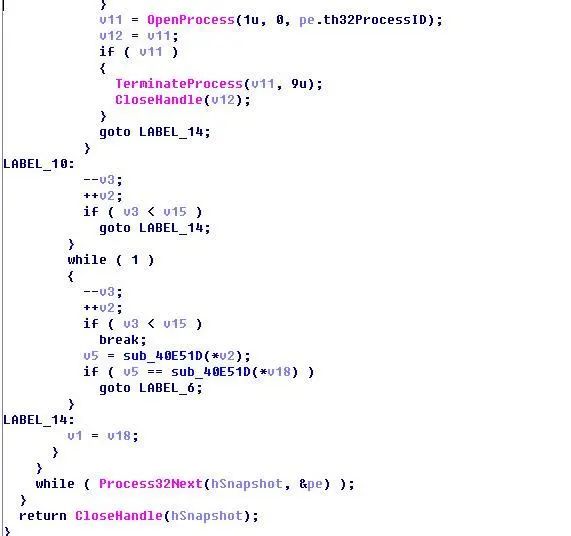 }
v11 = OpenProcess(1u, 0, pe.th32ProcessID);
v12 = v11;
if ( v11 )
{
TerminateProcess(v11, 9u);
CloseHandle(v12);
}
goto LABEL_14;
}
LABEL_10:
--v3;
++v2;
if ( v3 < v15 )
goto LABEL_14;
}
while ( 1 )
{
--v3;
++v2;
if ( v3 < v15 )
break;
v5 = sub_40E51D(*v2);
if ( v5 == sub_40E51D(*v18) )
goto LABEL_6;
}
LABEL_14:
v1 = v18;
}
}
while ( Process32Next(hSnapshot, &pe) );
}
return CloseHandle(hSnapshot);
}